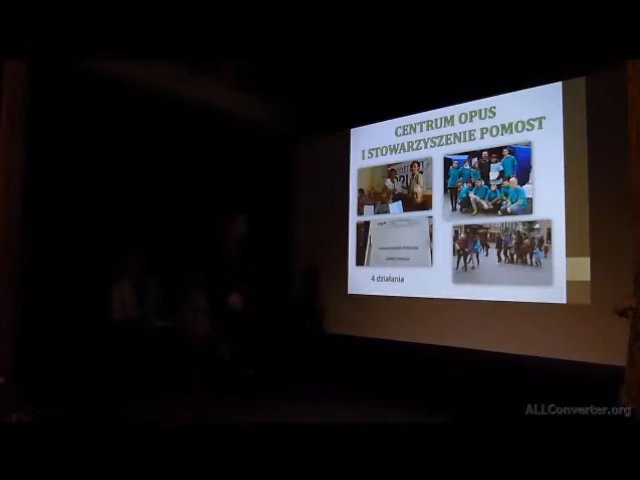 CENTRUM OPUS
I STOWARZYSZENIE POMOST
4 działania
ALLConverter.org